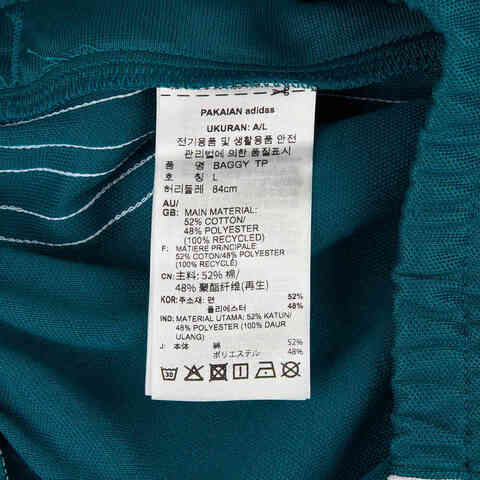 PAKAIAN adidas
UKURAN: A/L
전기용품 및 생활용품 안전
관리법에 의한 품질표시
품 명 BAGGY TP
호 칭 L
허리둘레 84cm
AU/
GB: MAIN MATERIAL:
52% COTTON/
48% POLYESTER
(100% RECYCLED)
F: MATIERE PRINCIPALE:
52% COTON/48% POLYESTER
(100% RECYCLE)
CN: 主料: 52% 棉/
48% 聚酯纤维(再生)
KOR: 주소재: 면 52%
폴리에스터 48%
IND: MATERIAL UTAMA: 52% KATUN/
48% POLYESTER (100% DAUR
ULANG)
J: 本体 綿 52%
ポリエステル 48%
30